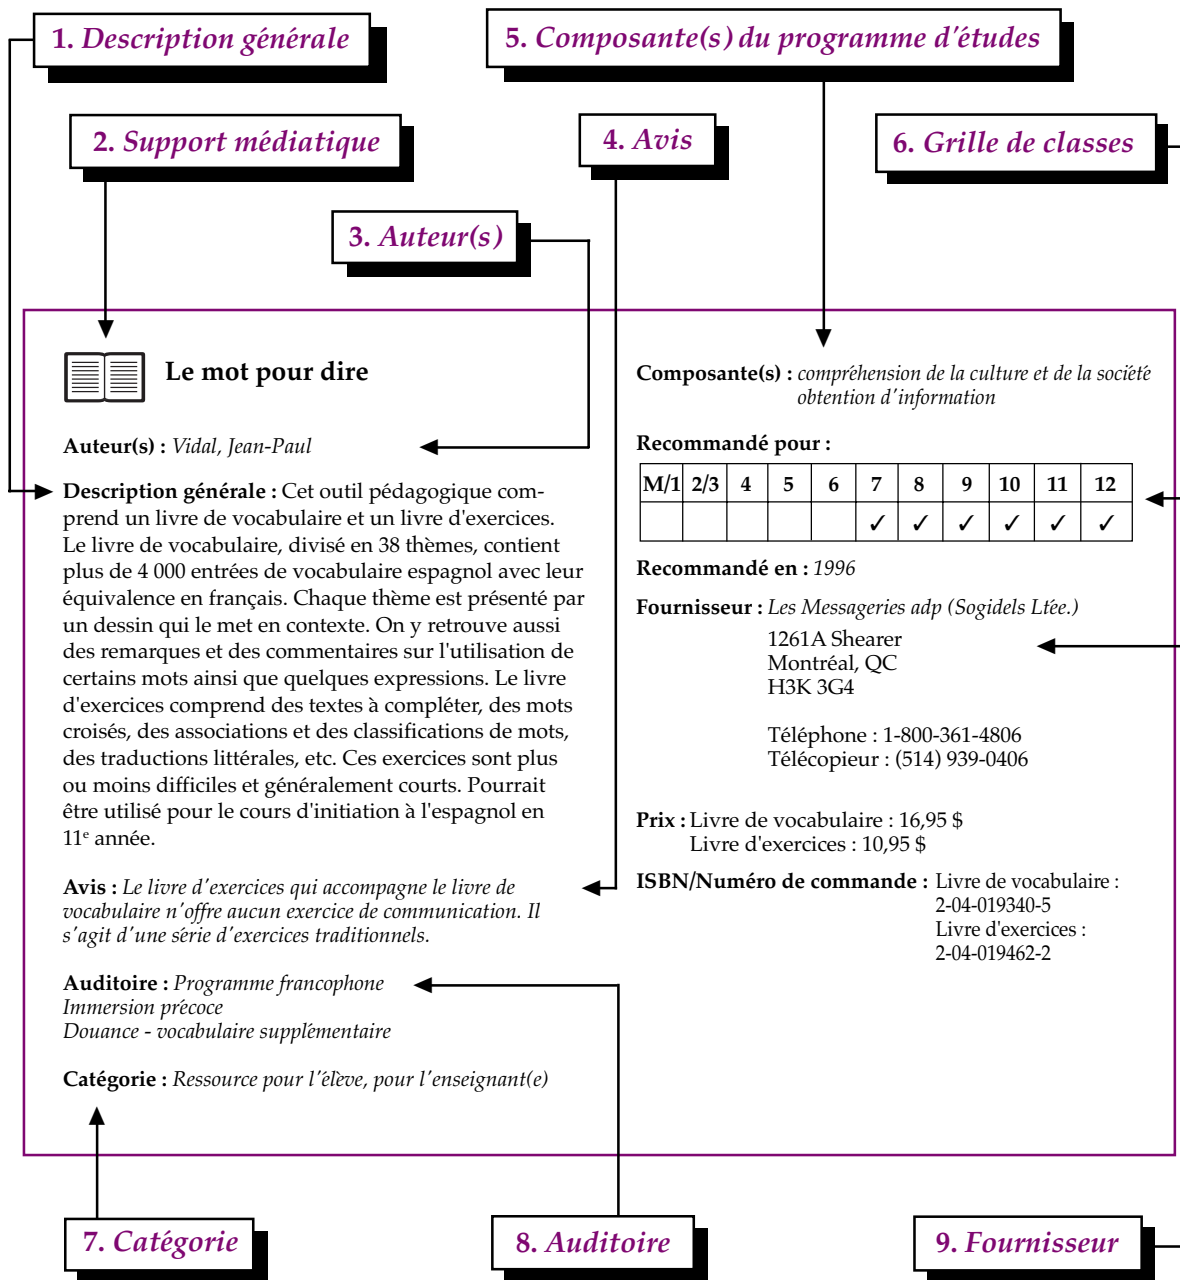 1. Description générale
5. Composante(s) du programme d'études
2. Support médiatique
4. Avis
6. Grille de classes
3. Auteur(s)
Le mot pour dire
Auteur(s) : Vidal, Jean-Paul
Description générale : Cet outil pédagogique com-
prend un livre de vocabulaire et un livre d'exercices.
Le livre de vocabulaire, divisé en 38 thèmes, contient
plus de 4 000 entrées de vocabulaire espagnol avec leur
équivalence en français. Chaque thème est présenté par
un dessin qui le met en contexte. On y retrouve aussi
des remarques et des commentaires sur l'utilisation de
certains mots ainsi que quelques expressions. Le livre
d'exercices comprend des textes à compléter, des mots
croisés, des associations et des classifications de mots,
des traductions littérales, etc. Ces exercices sont plus
ou moins difficiles et généralement courts. Pourrait
être utilisé pour le cours d'initiation à l'espagnol en
11e année.
Avis : Le livre d'exercices qui accompagne le livre de
vocabulaire n'offre aucun exercice de communication. Il
s'agit d'une série d'exercices traditionnels.
Auditoire : Programme francophone
Immersion précoce
Douance - vocabulaire supplémentaire
Catégorie : Ressource pour l'élève, pour l'enseignant(e)
Composante(s) : compréhension de la culture et de la société
obtention d'information
Recommandé pour :
M/1 2/3 4 5 6 7 8 9 10 11 12
✓ ✓ ✓ ✓ ✓ ✓
Recommandé en : 1996
Fournisseur : Les Messageries adp (Sogidels Ltée.)
1261A Shearer
Montréal, QC
H3K 3G4
Téléphone : 1-800-361-4806
Télécopieur : (514) 939-0406
Prix : Livre de vocabulaire : 16,95 $
Livre d'exercices : 10,95 $
ISBN/Numéro de commande : Livre de vocabulaire :
2-04-019340-5
Livre d'exercices :
2-04-019462-2
7. Catégorie
8. Auditoire
9. Fournisseur